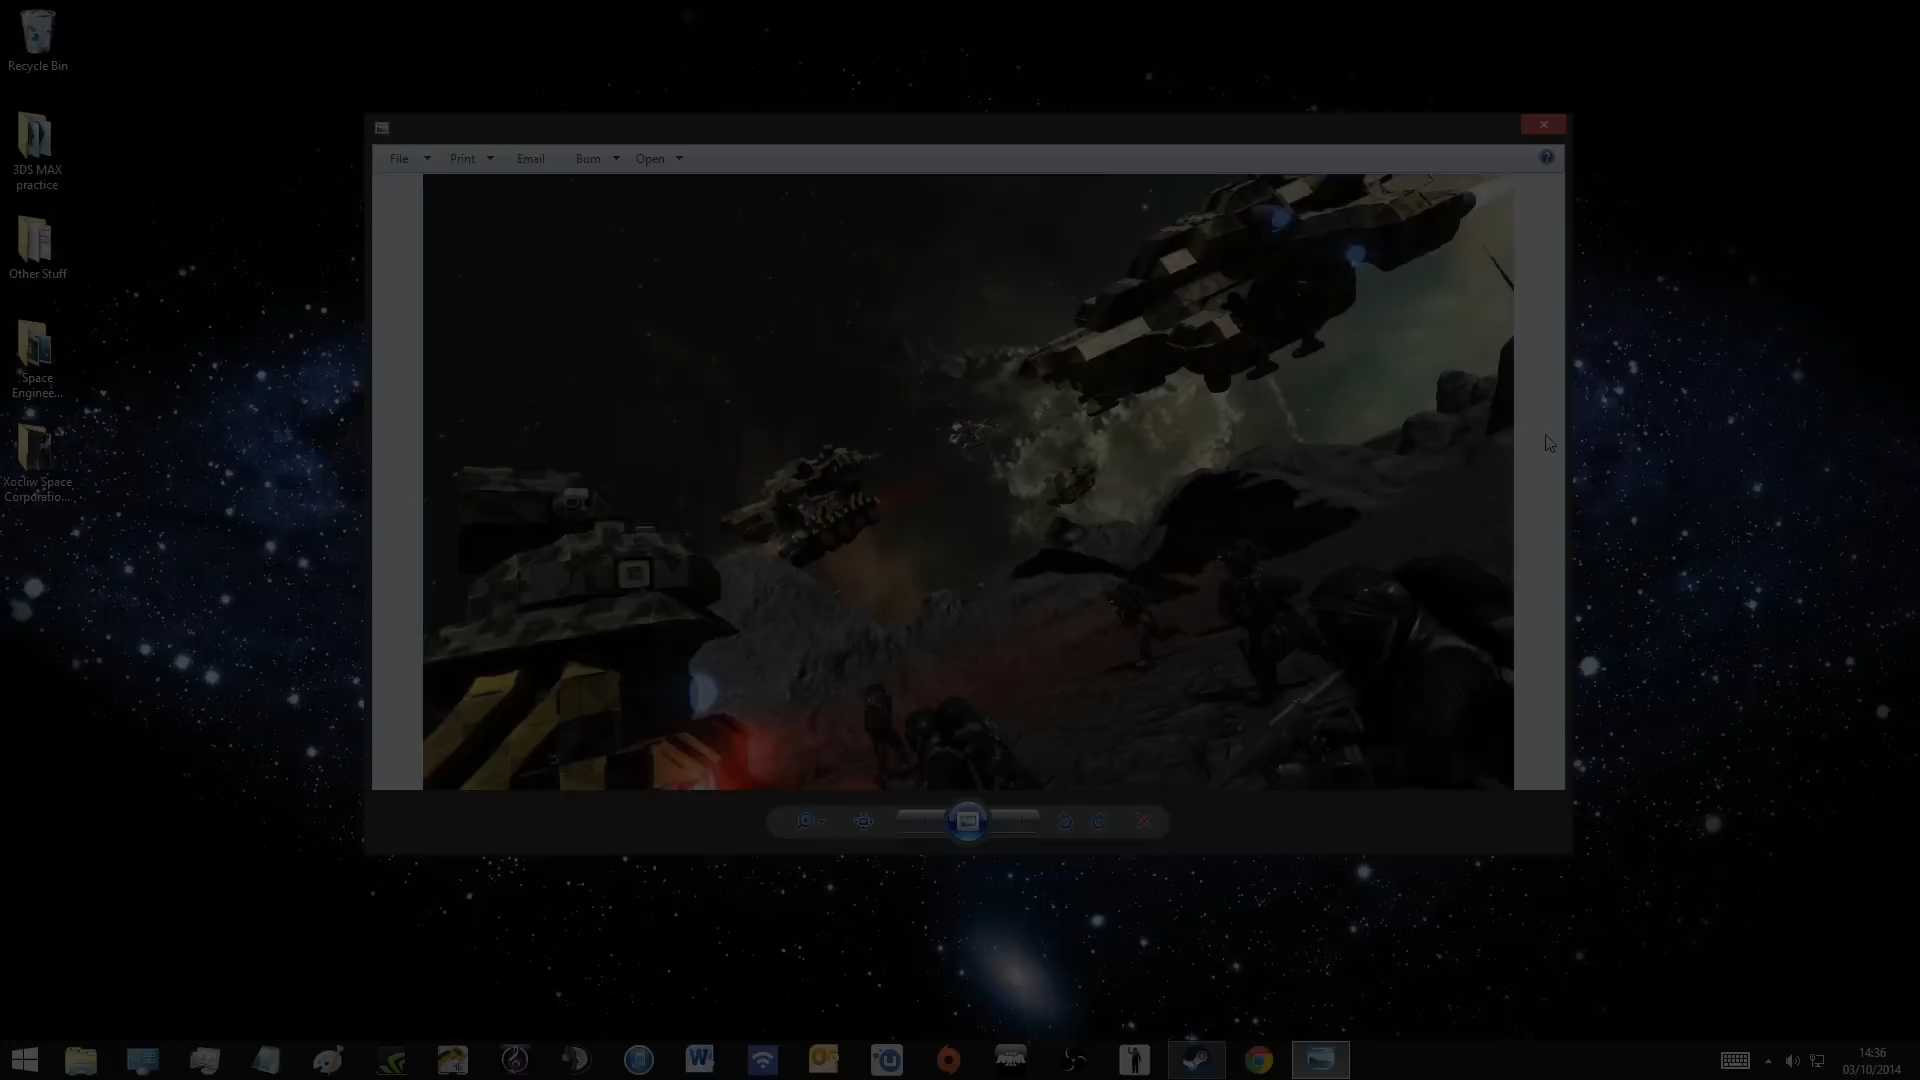 Recycle Bin
3DS MAX
practice
Other Stuff
Space
Enginee...
Xocliw Space
Corporatio...
File Print Email Burn Open
14:36
03/10/2014